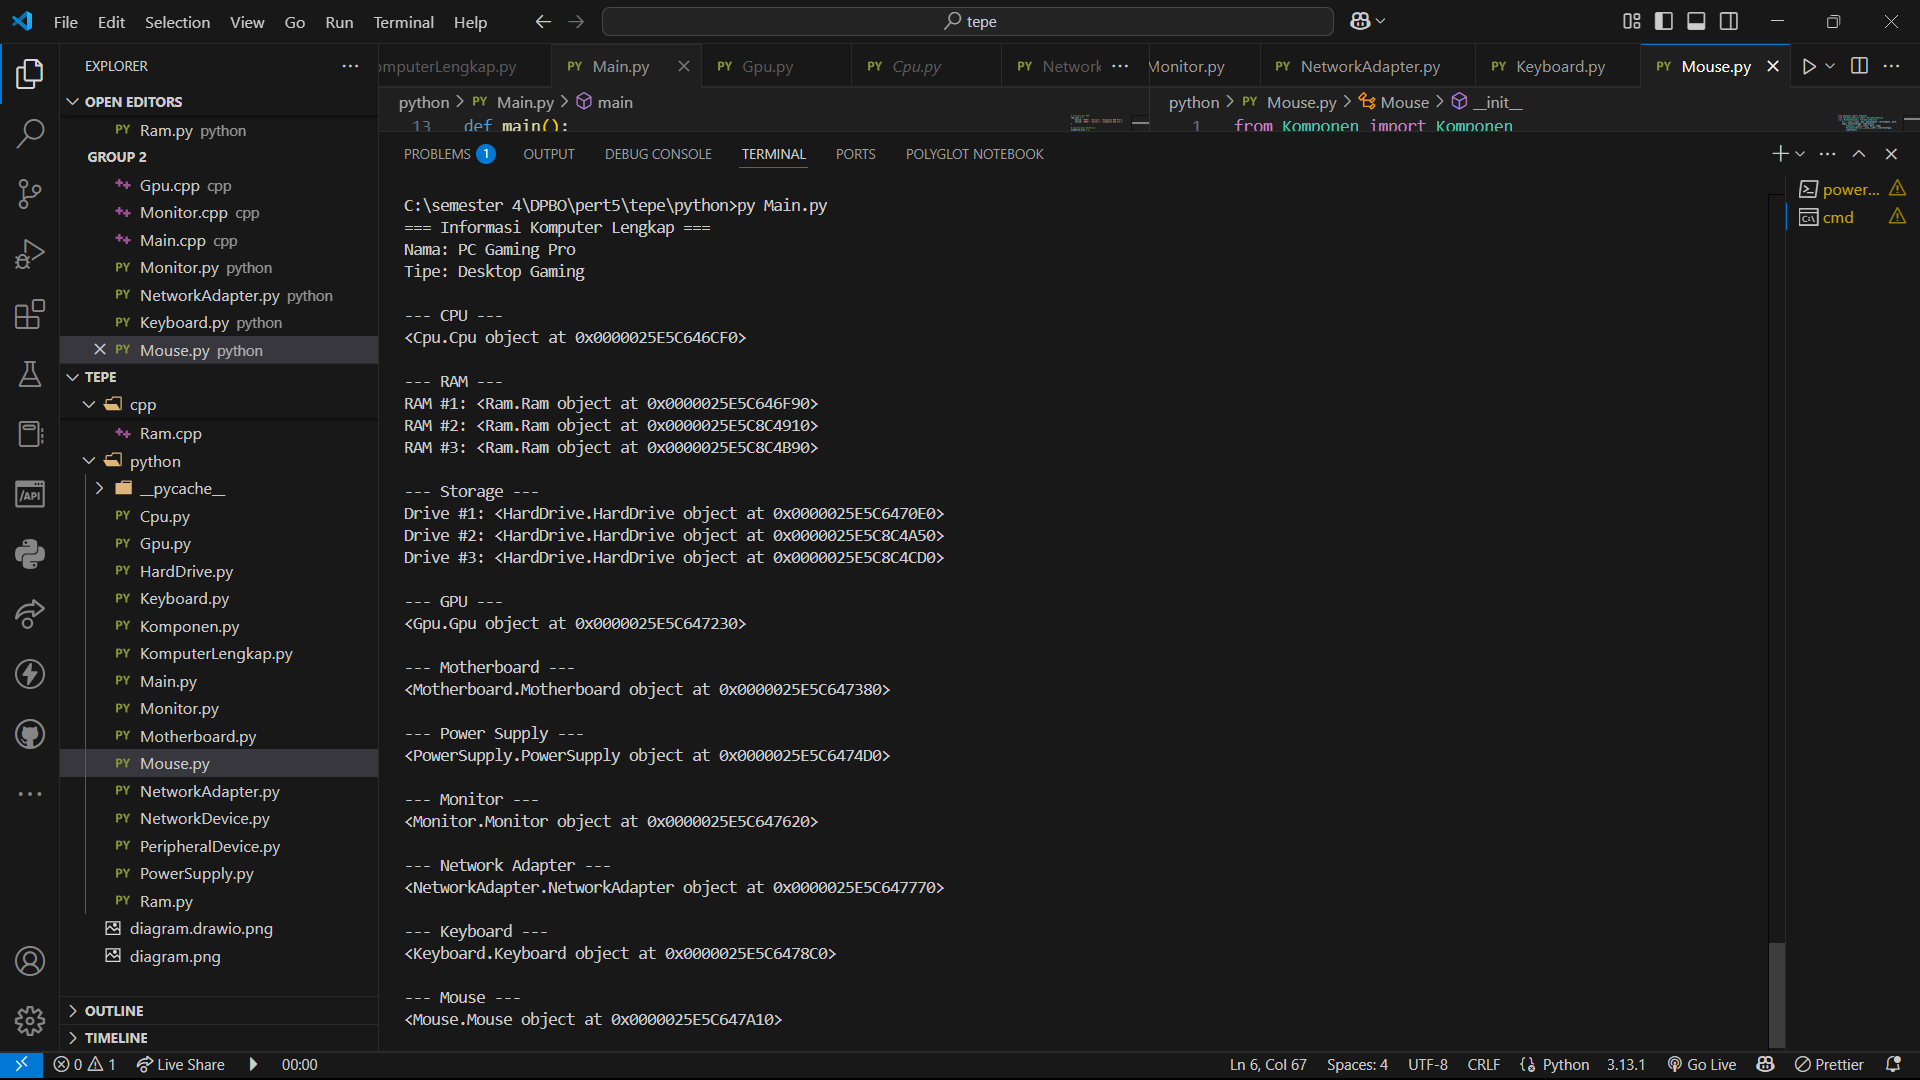 File Edit Selection View Go Run Terminal Help
tepe
EXPLORER
OPEN EDITORS
Ram.py python
GROUP 2
Gpu.cpp cpp
Monitor.cpp cpp
Main.cpp cpp
Monitor.py python
NetworkAdapter.py python
Keyboard.py python
PY Mouse.py python
TEPE
cpp
Ram.cpp
python
__pycache__
PY Cpu.py
PY Gpu.py
PY HardDrive.py
PY Keyboard.py
PY Komponen.py
PY KomputerLengkap.py
PY Main.py
PY Monitor.py
PY Motherboard.py
PY Mouse.py
PY NetworkAdapter.py
PY NetworkDevice.py
PY PeripheralDevice.py
PY PowerSupply.py
PY Ram.py
diagram.drawio.png
diagram.png
OUTLINE
TIMELINE
omputerLengkap.py PY Main.py PY Gpu.py PY Cpu.py PY Network
python > PY Main.py > main
13 def main():
Monitor.py PY NetworkAdapter.py PY Keyboard.py PY Mouse.py
python > PY Mouse.py > Mouse > __init__
1 from Komponen import Komponen
PROBLEMS 1 OUTPUT DEBUG CONSOLE TERMINAL PORTS POLYGLOT NOTEBOOK
power...
cmd
C:\semester 4\DPBO\pert5\tepe\python>py Main.py
=== Informasi Komputer Lengkap ===
Nama: PC Gaming Pro
Tipe: Desktop Gaming
--- CPU ---
<Cpu.Cpu object at 0x0000025E5C646CF0>
--- RAM ---
RAM #1: <Ram.Ram object at 0x0000025E5C646F90>
RAM #2: <Ram.Ram object at 0x0000025E5C8C4910>
RAM #3: <Ram.Ram object at 0x0000025E5C8C4B90>
--- Storage ---
Drive #1: <HardDrive.HardDrive object at 0x0000025E5C6470E0>
Drive #2: <HardDrive.HardDrive object at 0x0000025E5C8C4A50>
Drive #3: <HardDrive.HardDrive object at 0x0000025E5C8C4CD0>
--- GPU ---
<Gpu.Gpu object at 0x0000025E5C647230>
--- Motherboard ---
<Motherboard.Motherboard object at 0x0000025E5C647380>
--- Power Supply ---
<PowerSupply.PowerSupply object at 0x0000025E5C6474D0>
--- Monitor ---
<Monitor.Monitor object at 0x0000025E5C647620>
--- Network Adapter ---
<NetworkAdapter.NetworkAdapter object at 0x0000025E5C647770>
--- Keyboard ---
<Keyboard.Keyboard object at 0x0000025E5C6478C0>
--- Mouse ---
<Mouse.Mouse object at 0x0000025E5C647A10>
0 1 Live Share 00:00 Ln 6, Col 67 Spaces: 4 UTF-8 CRLF Python 3.13.1 Go Live Prettier